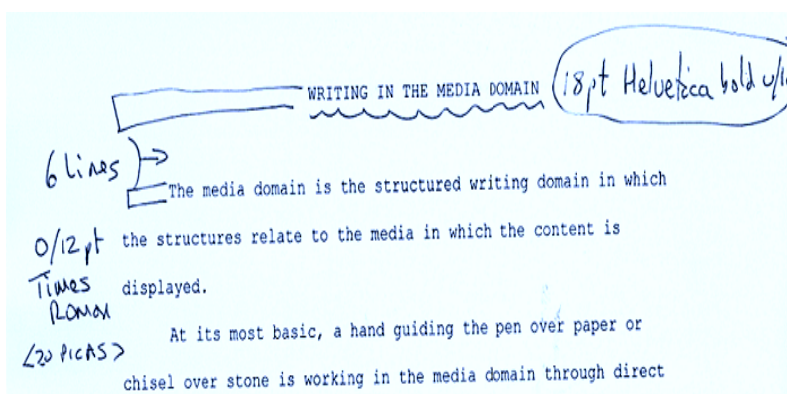 WRITING IN THE MEDIA DOMAIN
18pt Helvetica bold u/l
6 lines
The media domain is the structured writing domain in which
0/12pt the structures relate to the media in which the content is
Times displayed.
Roman
At its most basic, a hand guiding the pen over paper or
<20 PICAS>
chisel over stone is working in the media domain through direct